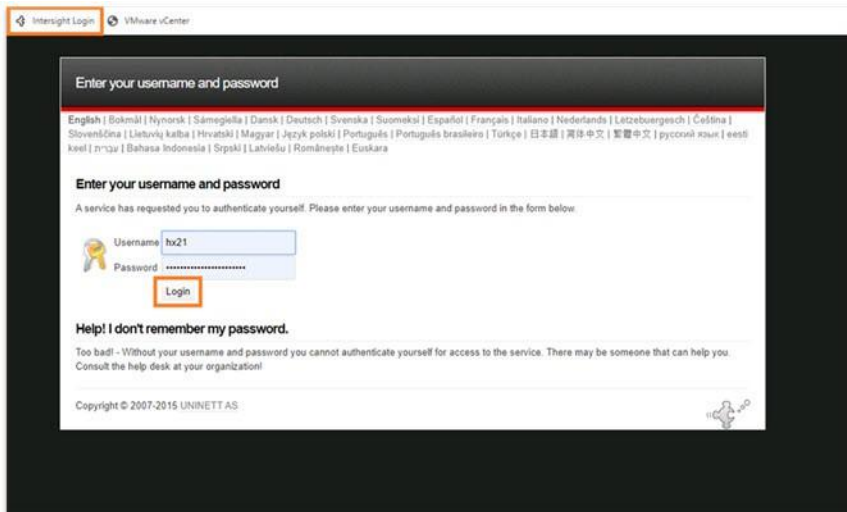 Intersight Login VMware vCenter
Enter your username and password
English | Bokmål | Nynorsk | Sámegiella | Dansk | Deutsch | Svenska | Suomeksi | Español | Français | Italiano | Nederlands | Letzebuergesch | Čeština |
Slovenščina | Lietuvių kalba | Hrvatski | Magyar | Język polski | Português | Português brasileiro | Türkçe | 日本語 | 简体中文 | 繁體中文 | русский язык | eesti
keel | עברית | Bahasa Indonesia | Srpski | Latviešu | Românește | Euskara
Enter your username and password
A service has requested you to authenticate yourself. Please enter your username and password in the form below.
Username hx21
Password
Login
Help! I don't remember my password.
Too bad! - Without your username and password you cannot authenticate yourself for access to the service. There may be someone that can help you.
Consult the help desk at your organization!
Copyright © 2007-2015 UNINETT AS